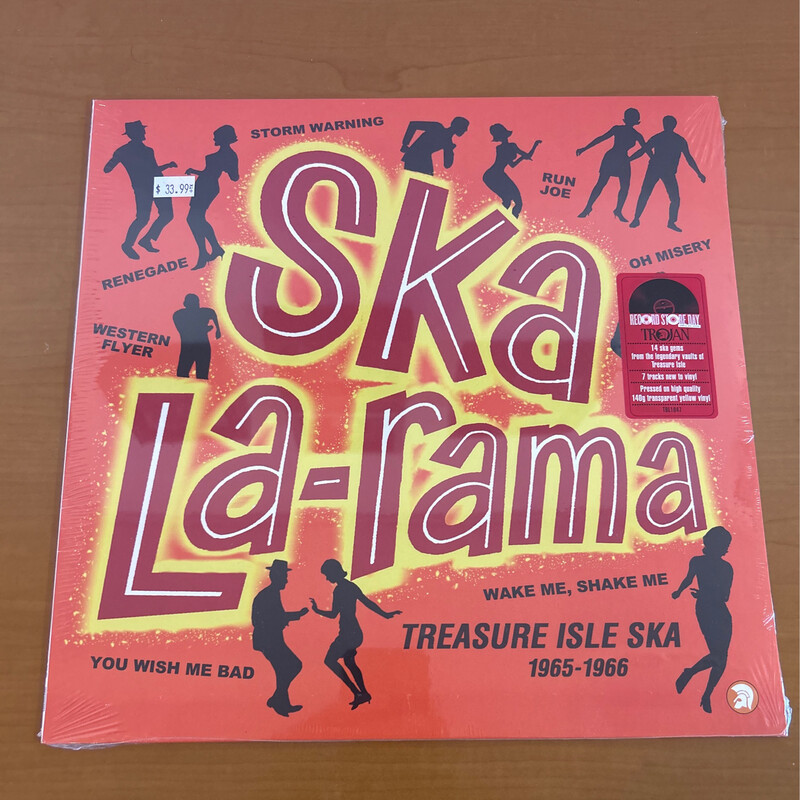 STORM WARNING
$ 33.99
RUN
JOE
RENEGADE
OH MISERY
WESTERN
FLYER
Ska
La-rama
RECORD STORE DAY
TROJAN
14 ska gems
from the legendary vaults of
Treasure Isle
7 tracks new to vinyl
Pressed on high quality
140g transparent yellow vinyl
WAKE ME, SHAKE ME
TREASURE ISLE SKA
1965-1966
YOU WISH ME BAD